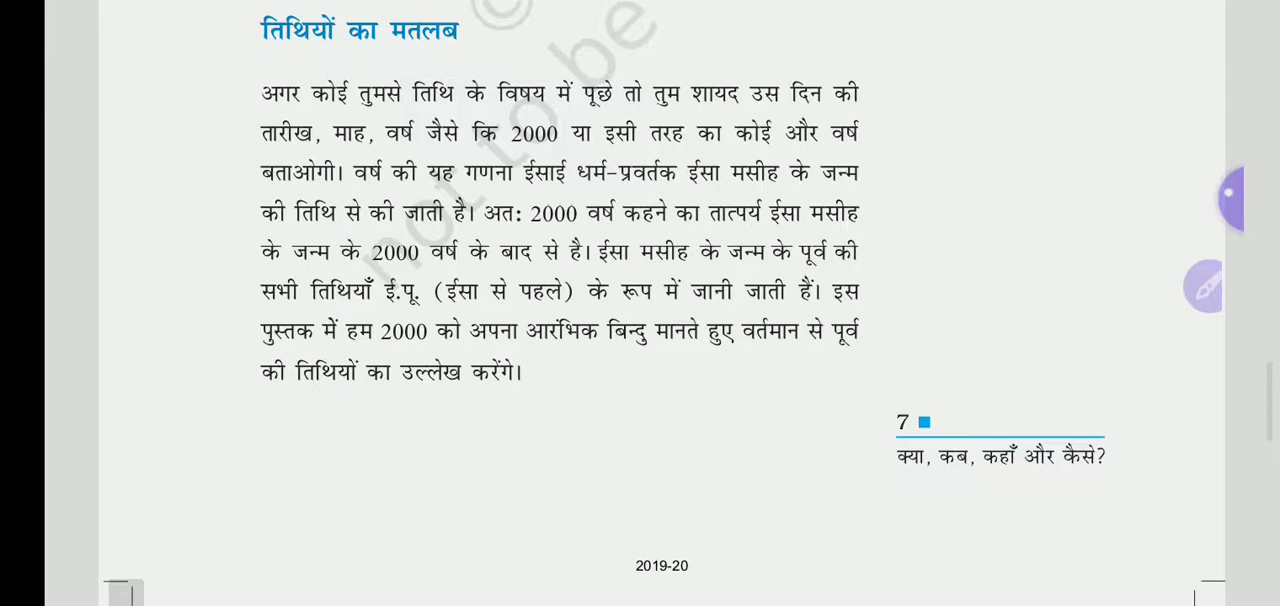 तिथियों का मतलब
अगर कोई तुमसे तिथि के विषय में पूछे तो तुम शायद उस दिन की
तारीख, माह, वर्ष जैसे कि 2000 या इसी तरह का कोई और वर्ष
बताओगी। वर्ष की यह गणना ईसाई धर्म-प्रवर्तक ईसा मसीह के जन्म
की तिथि से की जाती है। अत: 2000 वर्ष कहने का तात्पर्य ईसा मसीह
के जन्म के 2000 वर्ष के बाद से है। ईसा मसीह के जन्म के पूर्व की
सभी तिथियाँ ई.पू. (ईसा से पहले) के रूप में जानी जाती हैं। इस
पुस्तक में हम 2000 को अपना आरंभिक बिन्दु मानते हुए वर्तमान से पूर्व
की तिथियों का उल्लेख करेंगे।
7
क्या, कब, कहाँ और कैसे?
2019-20
©
not to be